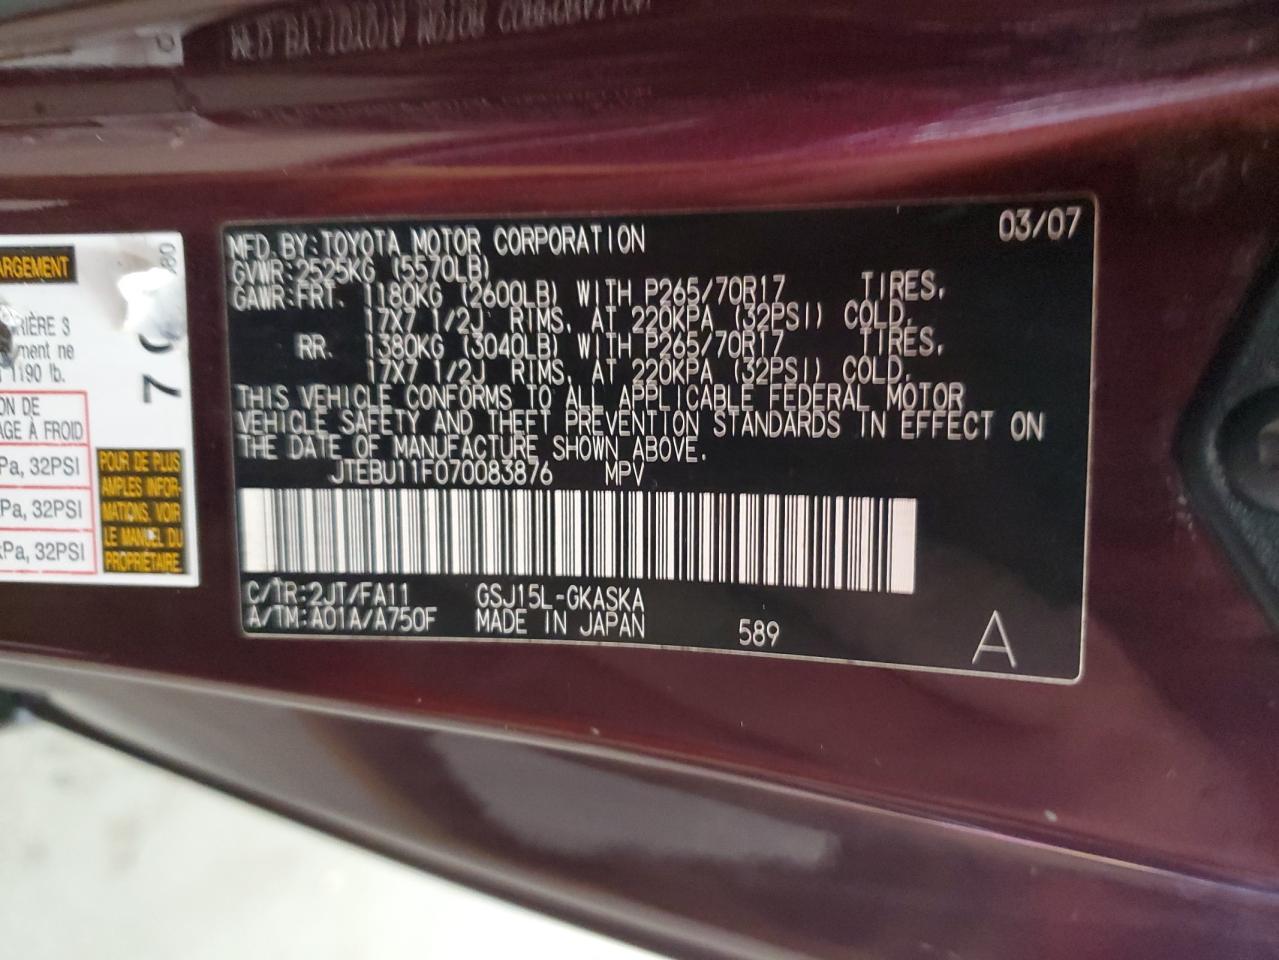 MFD. BY: TOYOTA MOTOR CORPORATION 03/07
GVWR: 2525KG (5570LB)
GAWR: FRT. 1180KG (2600LB) WITH P265/70R17 TIRES,
17X7 1/2J RIMS, AT 220KPA (32PSI) COLD,
RR. 1380KG (3040LB) WITH P265/70R17 TIRES,
17X7 1/2J RIMS, AT 220KPA (32PSI) COLD.
THIS VEHICLE CONFORMS TO ALL APPLICABLE FEDERAL MOTOR
VEHICLE SAFETY AND THEFT PREVENTION STANDARDS IN EFFECT ON
THE DATE OF MANUFACTURE SHOWN ABOVE.
JTEBU11F070083876 MPV
C/TR: 2JT/FA11 GSJ15L-GKASKA
A/TM: A01A/A750F MADE IN JAPAN 589 A
ARGEMENT
RIÈRE 3
ment ne
1190 lb.
ON DE
AGE À FROID
Pa, 32PSI
Pa, 32PSI
kPa, 32PSI
POUR DE PLUS
AMPLES INFOR-
MATIONS, VOIR
LE MANUEL DU
PROPRIÉTAIRE